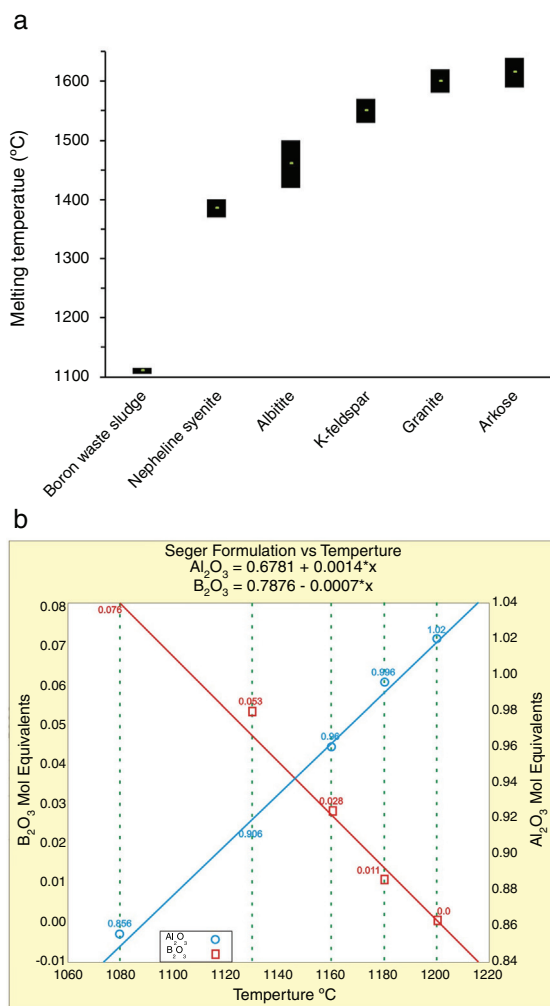 a
Melting temperatue (ºC)
1600
1500
1400
1300
1200
1100
Boron waste sludge
Nepheline syenite
Albitite
K-feldspar
Granite
Arkose
b
Seger Formulation vs Temperture
Al2O3 = 0.6781 + 0.0014*x
B2O3 = 0.7876 - 0.0007*x
B2O3 Mol Equivalents
0.08
0.07
0.06
0.05
0.04
0.03
0.02
0.01
0.00
-0.01
1.04
1.02
1.00
0.98
0.96
0.94
0.92
0.90
0.88
0.86
0.84
Al2O3 Mol Equivalents
0.076
1.02
0.996
0.053
0.96
0.028
0.906
0.011
0.856
0.0
Al2O3
B2O3
1060 1080 1100 1120 1140 1160 1180 1200 1220
Temperture ºC